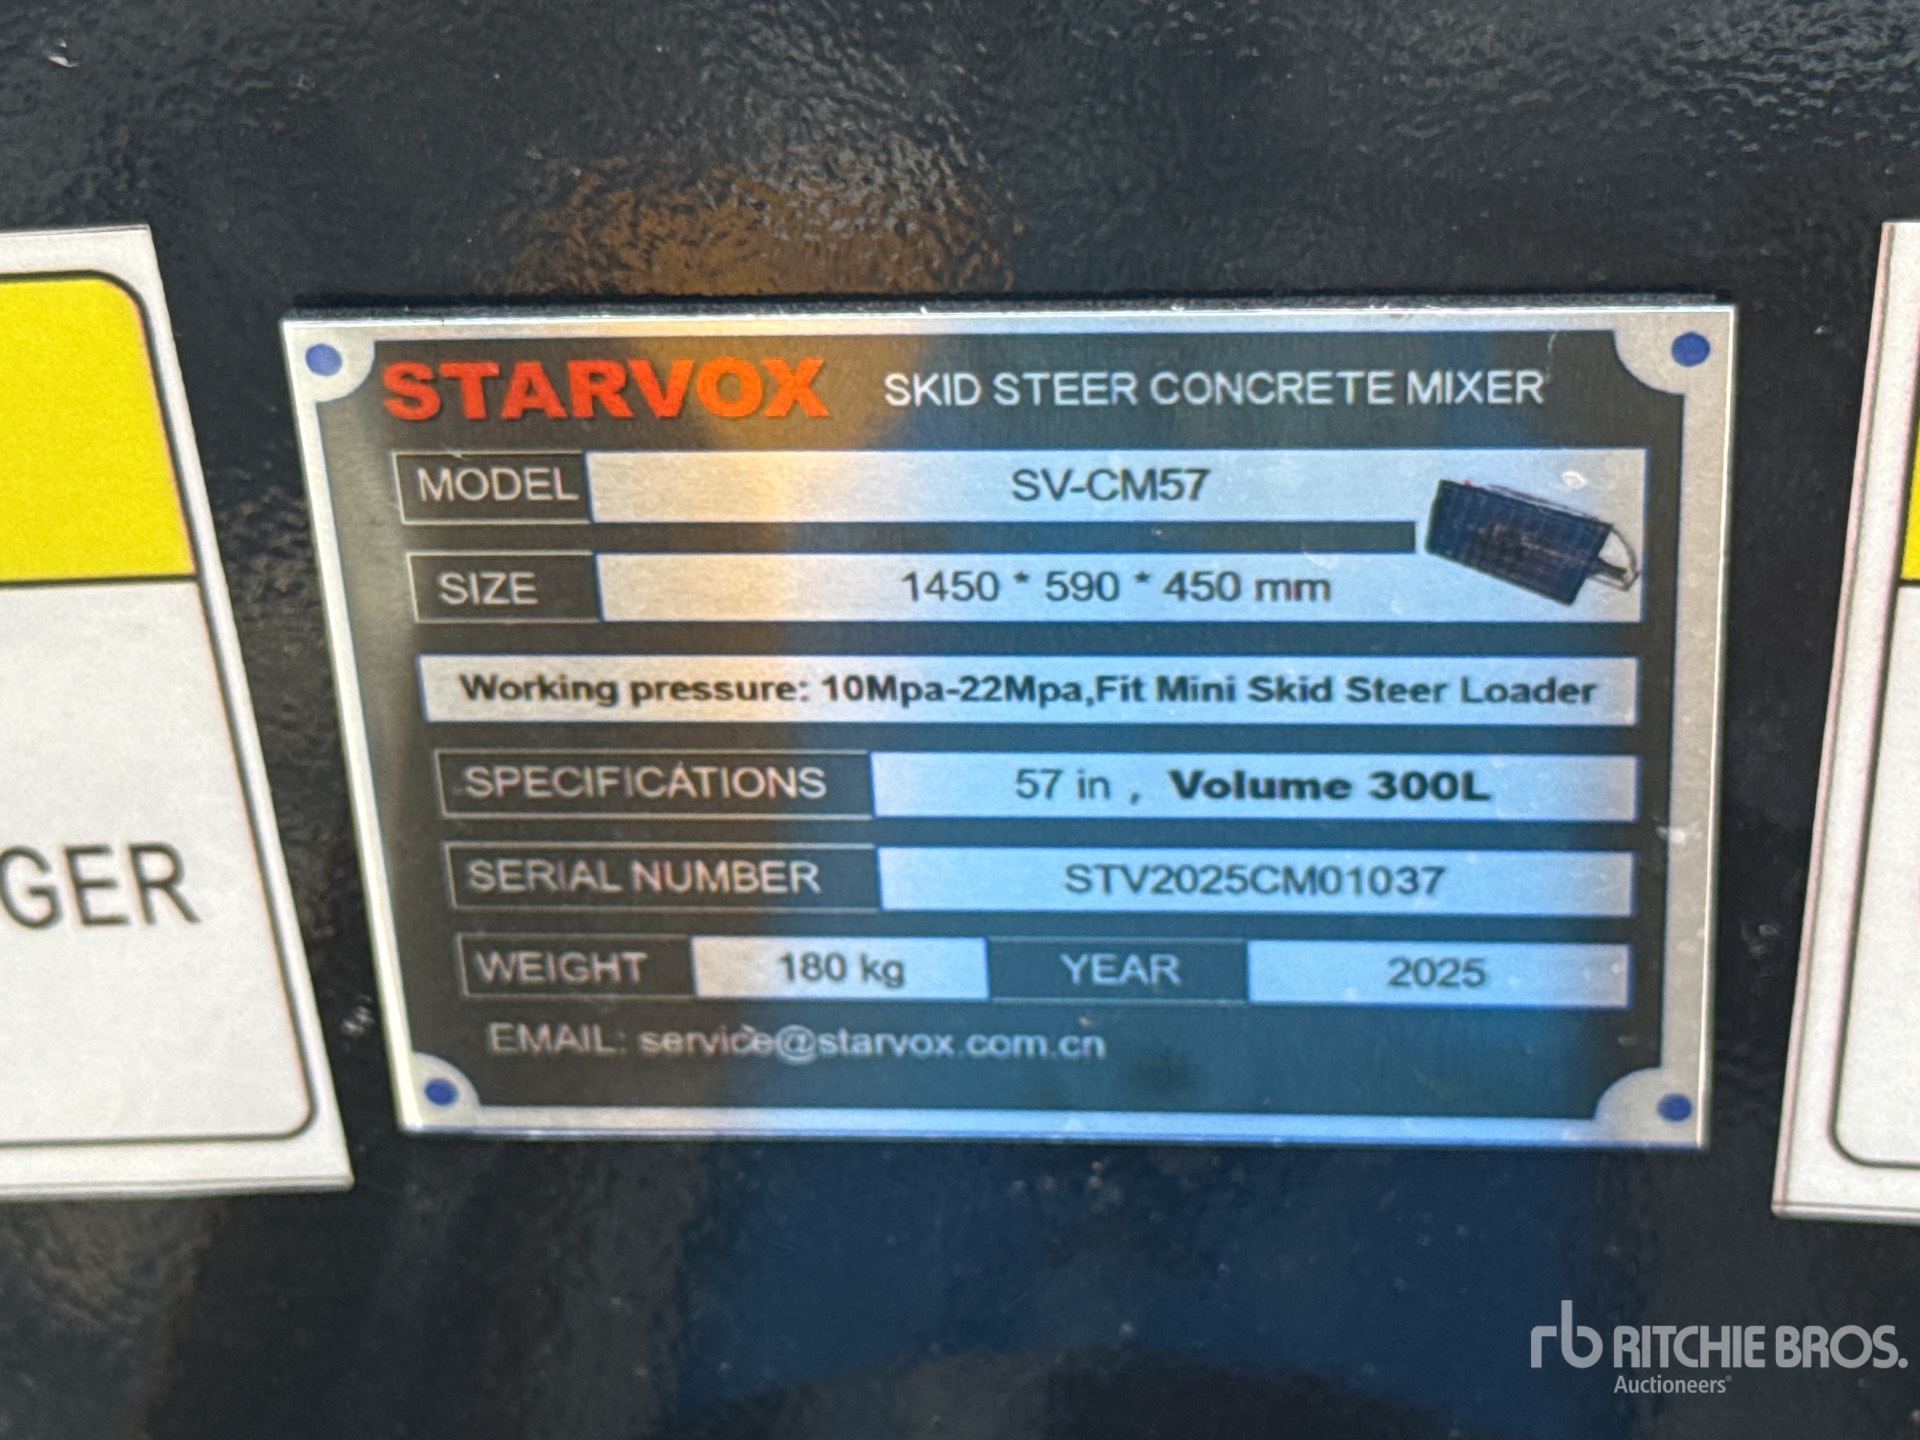 STARVOX SKID STEER CONCRETE MIXER
MODEL SV-CM57
SIZE 1450 * 590 * 450 mm
Working pressure: 10Mpa-22Mpa,Fit Mini Skid Steer Loader
SPECIFICATIONS 57 in , Volume 300L
SERIAL NUMBER STV2025CM01037
WEIGHT 180 kg YEAR 2025
EMAIL: service@starvox.com.cn
GER
rb RITCHIE BROS.
Auctioneers®